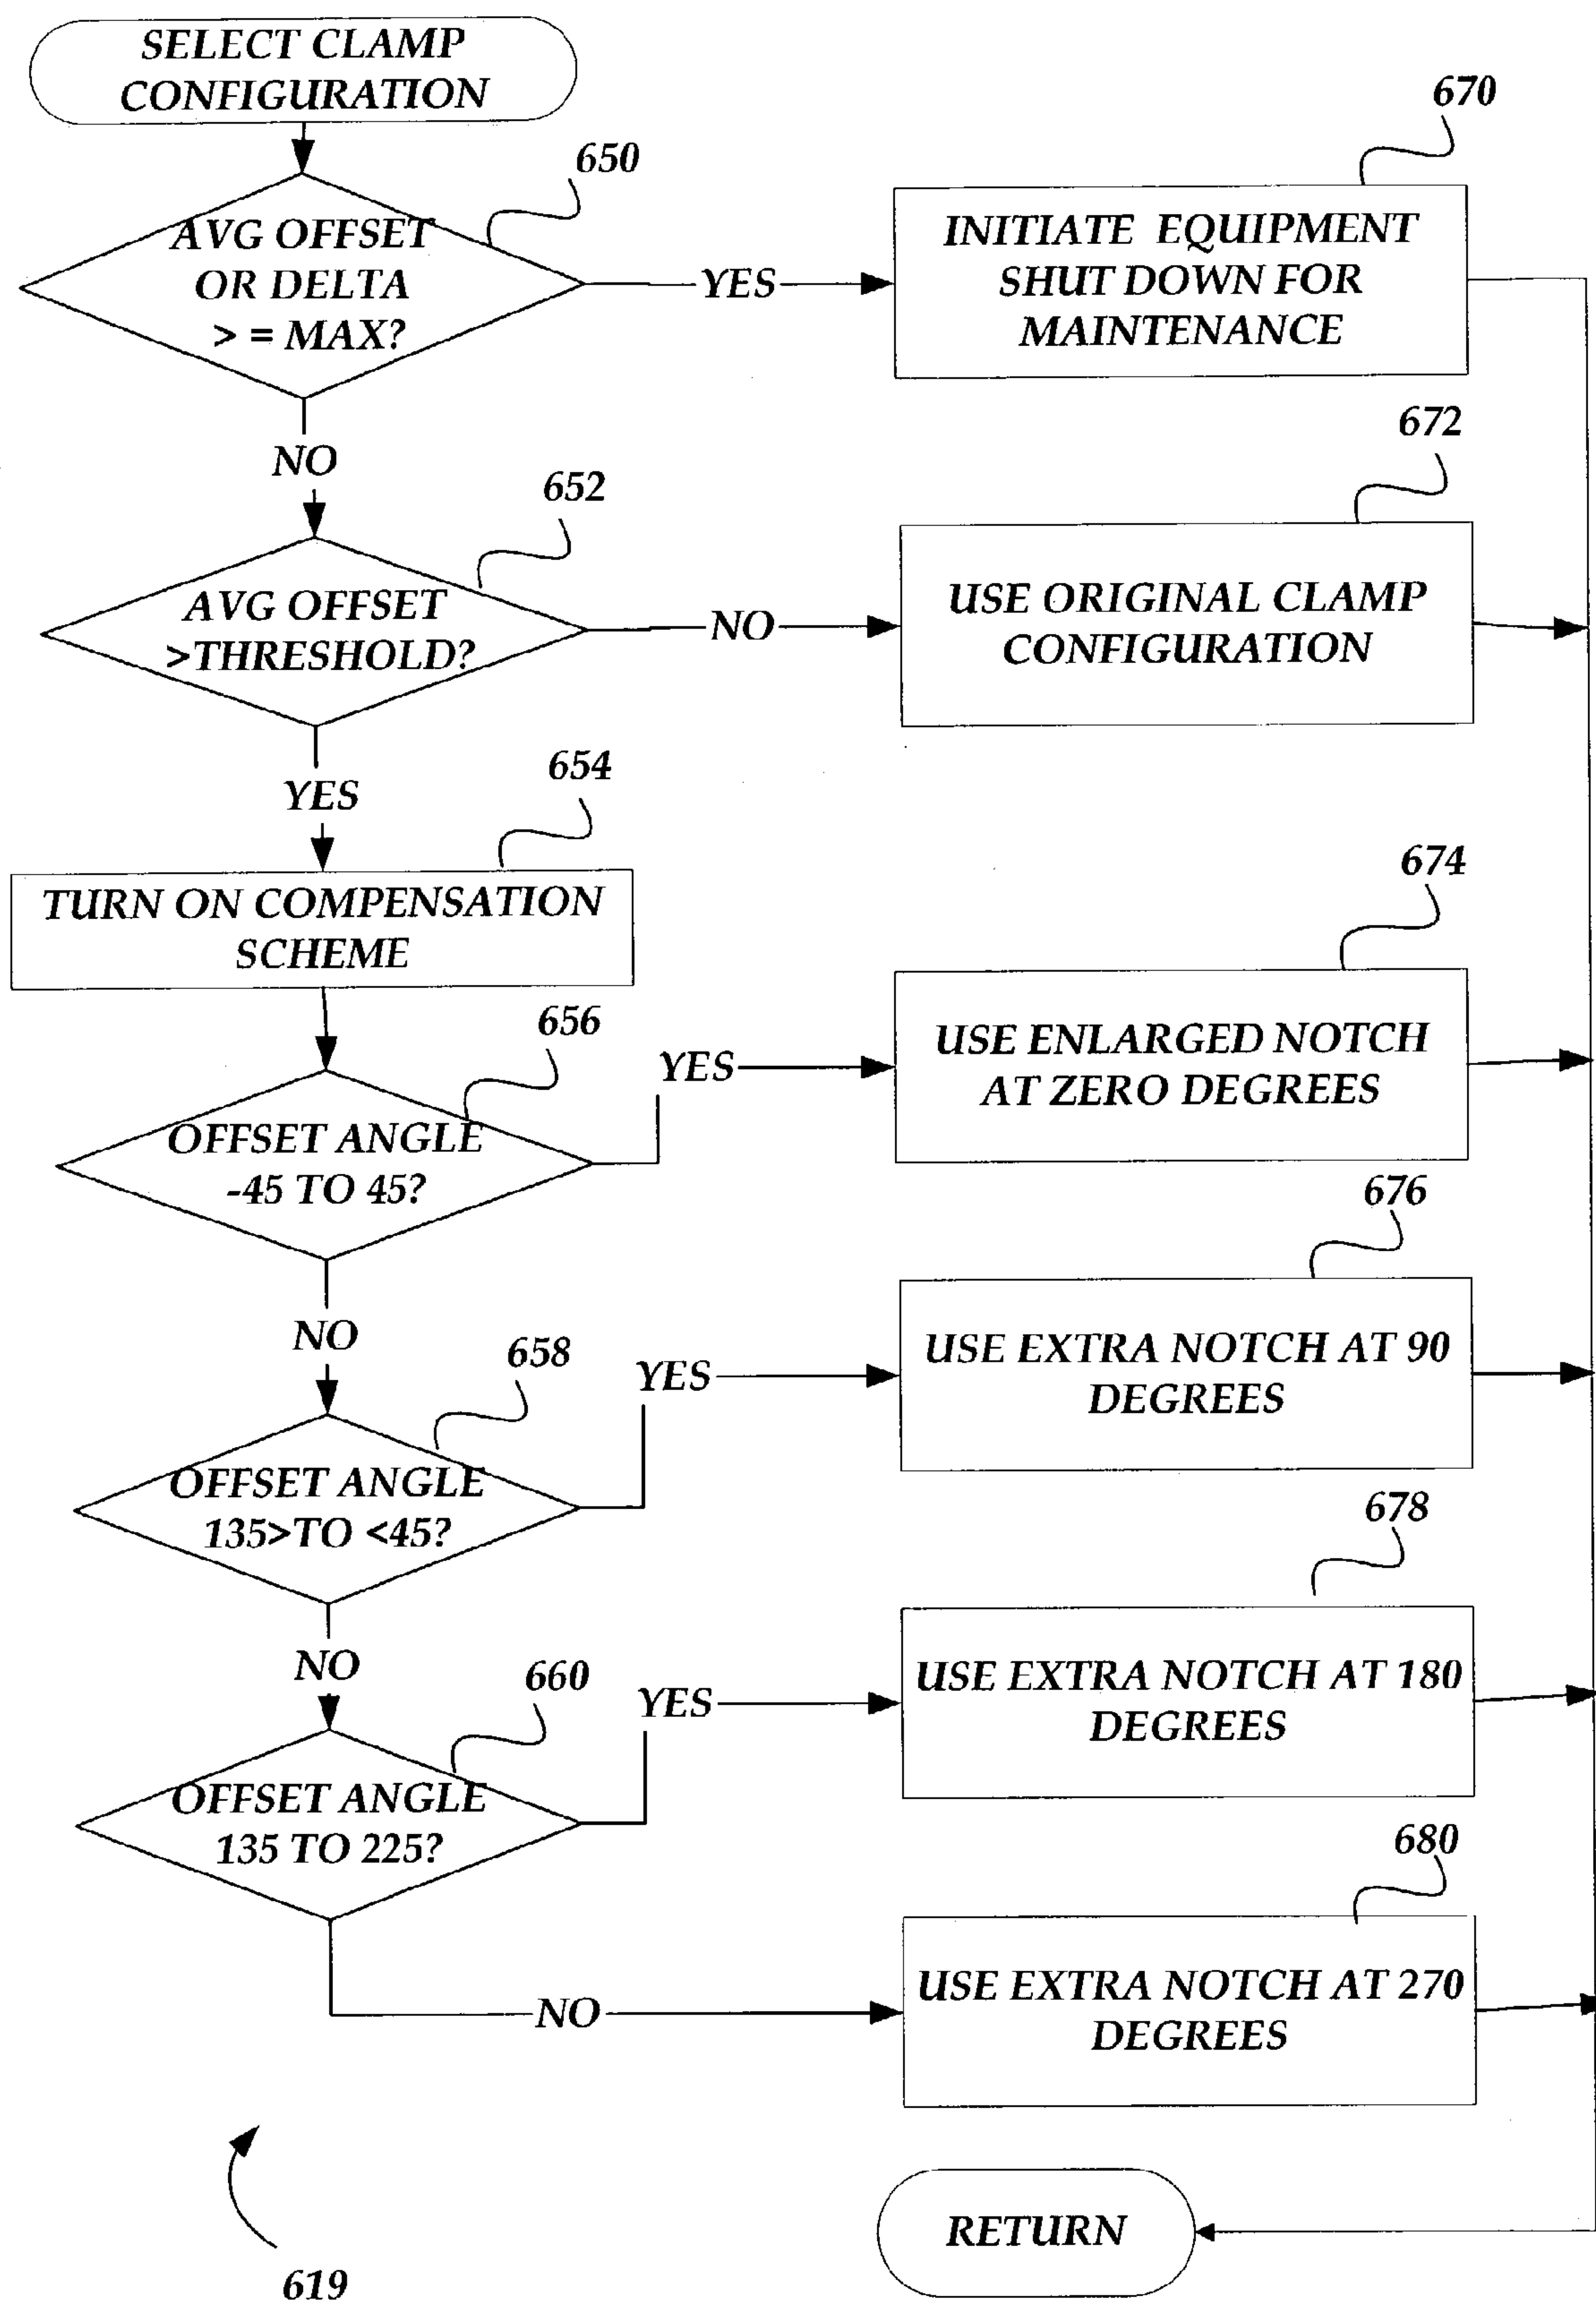 SELECT CLAMP
CONFIGURATION
650
AVG OFFSET
OR DELTA
> = MAX?
YES
670
INITIATE EQUIPMENT
SHUT DOWN FOR
MAINTENANCE
NO
652
AVG OFFSET
>THRESHOLD?
NO
672
USE ORIGINAL CLAMP
CONFIGURATION
YES
654
TURN ON COMPENSATION
SCHEME
656
OFFSET ANGLE
-45 TO 45?
YES
674
USE ENLARGED NOTCH
AT ZERO DEGREES
NO
658
OFFSET ANGLE
135>TO <45?
YES
676
USE EXTRA NOTCH AT 90
DEGREES
NO
660
OFFSET ANGLE
135 TO 225?
YES
678
USE EXTRA NOTCH AT 180
DEGREES
NO
680
USE EXTRA NOTCH AT 270
DEGREES
619
RETURN